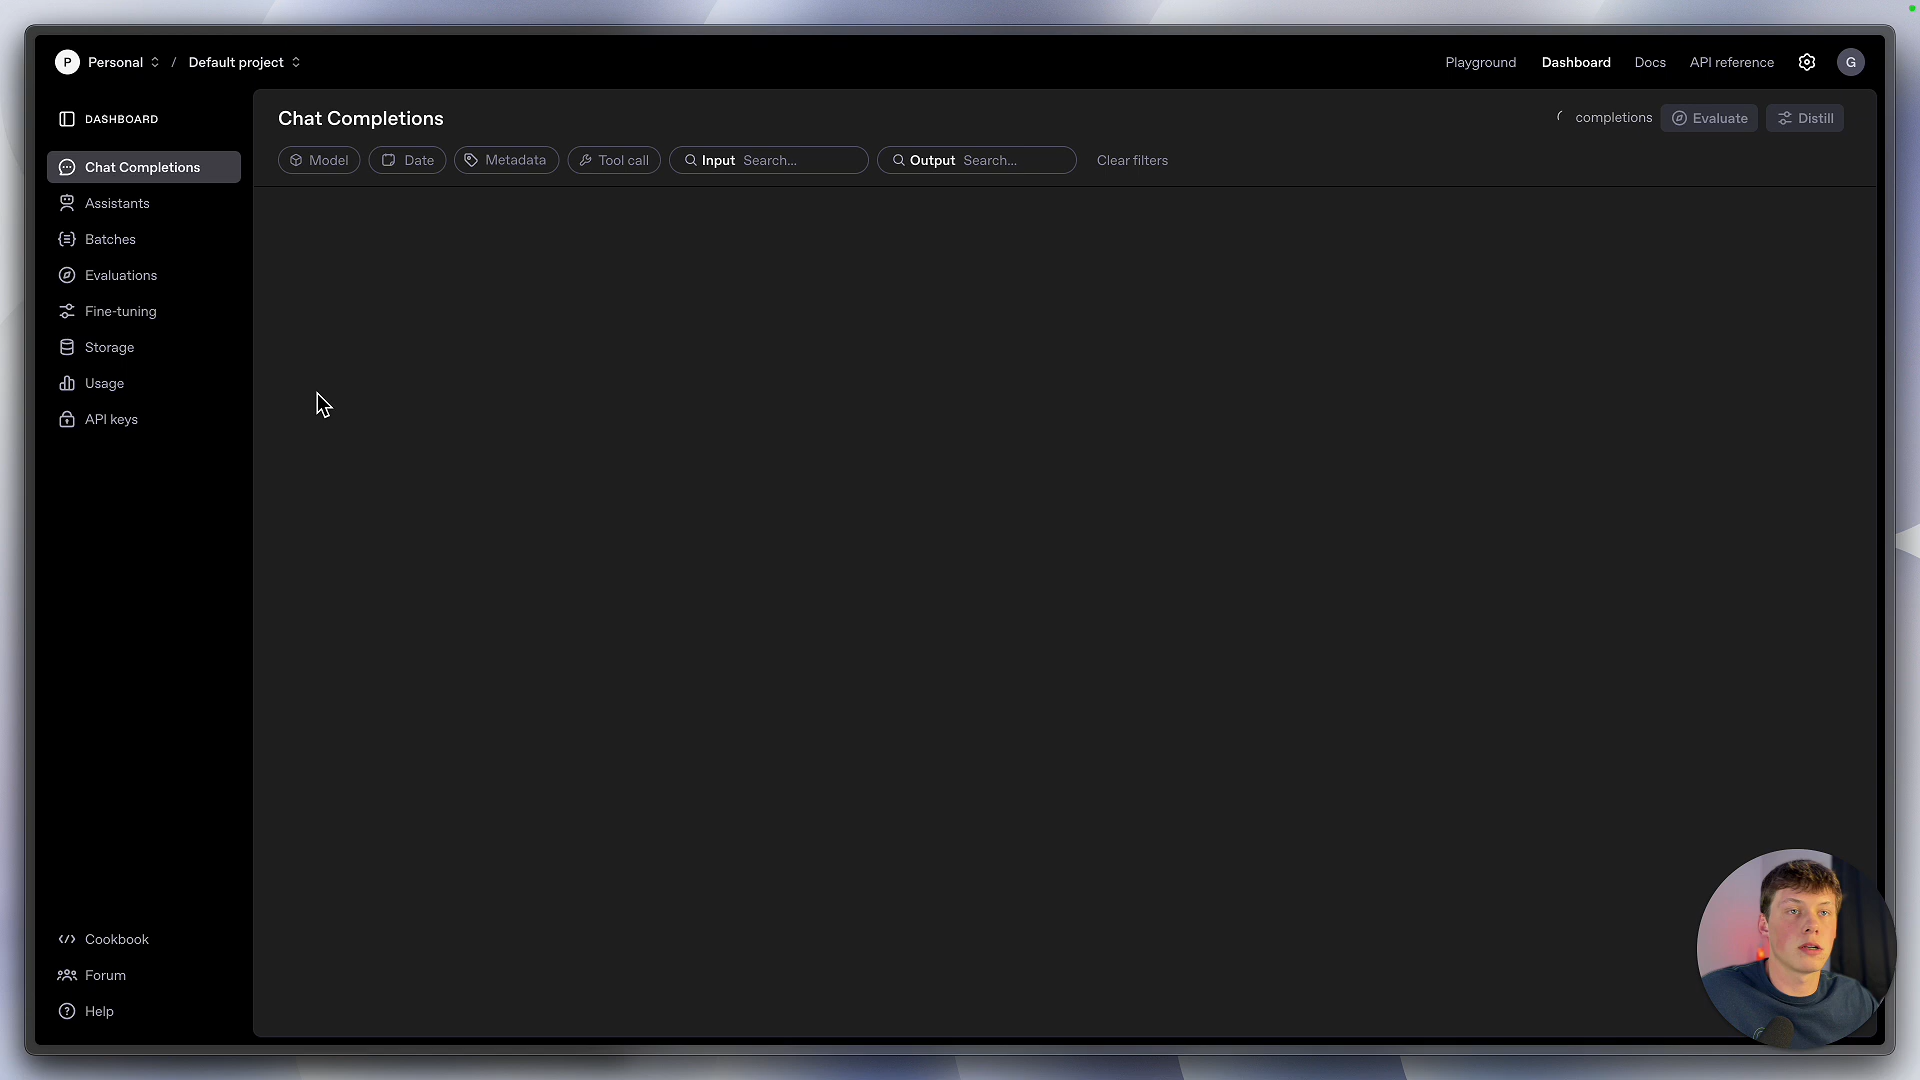 P Personal / Default project
Playground Dashboard Docs API reference G
DASHBOARD
Chat Completions
Assistants
Batches
Evaluations
Fine-tuning
Storage
Usage
API keys
Cookbook
Forum
Help
Chat Completions
completions Evaluate Distill
Model Date Metadata Tool call Input Search... Output Search... Clear filters